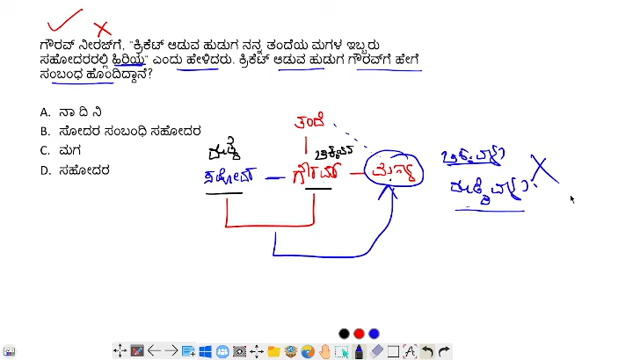 ಗೌರವ್ ನೀರಜ್‌ಗೆ, "ಕ್ರಿಕೆಟ್ ಆಡುವ ಹುಡುಗ ನನ್ನ ತಂದೆಯ ಮಗಳ ಇಬ್ಬರು
ಸಹೋದರರಲ್ಲಿ ಹಿರಿಯ" ಎಂದು ಹೇಳಿದರು. ಕ್ರಿಕೆಟ್ ಆಡುವ ಹುಡುಗ ಗೌರವ್‌ಗೆ ಹೇಗೆ
ಸಂಬಂಧ ಹೊಂದಿದ್ದಾನೆ?
A. ನಾ ದಿ ನಿ
B. ಸೋದರ ಸಂಬಂಧಿ ಸಹೋದರ
C. ಮಗ
D. ಸಹೋದರ
ತಂದೆ
ಸಹೋದರ ಗೌರವ್ ಮಗಳ